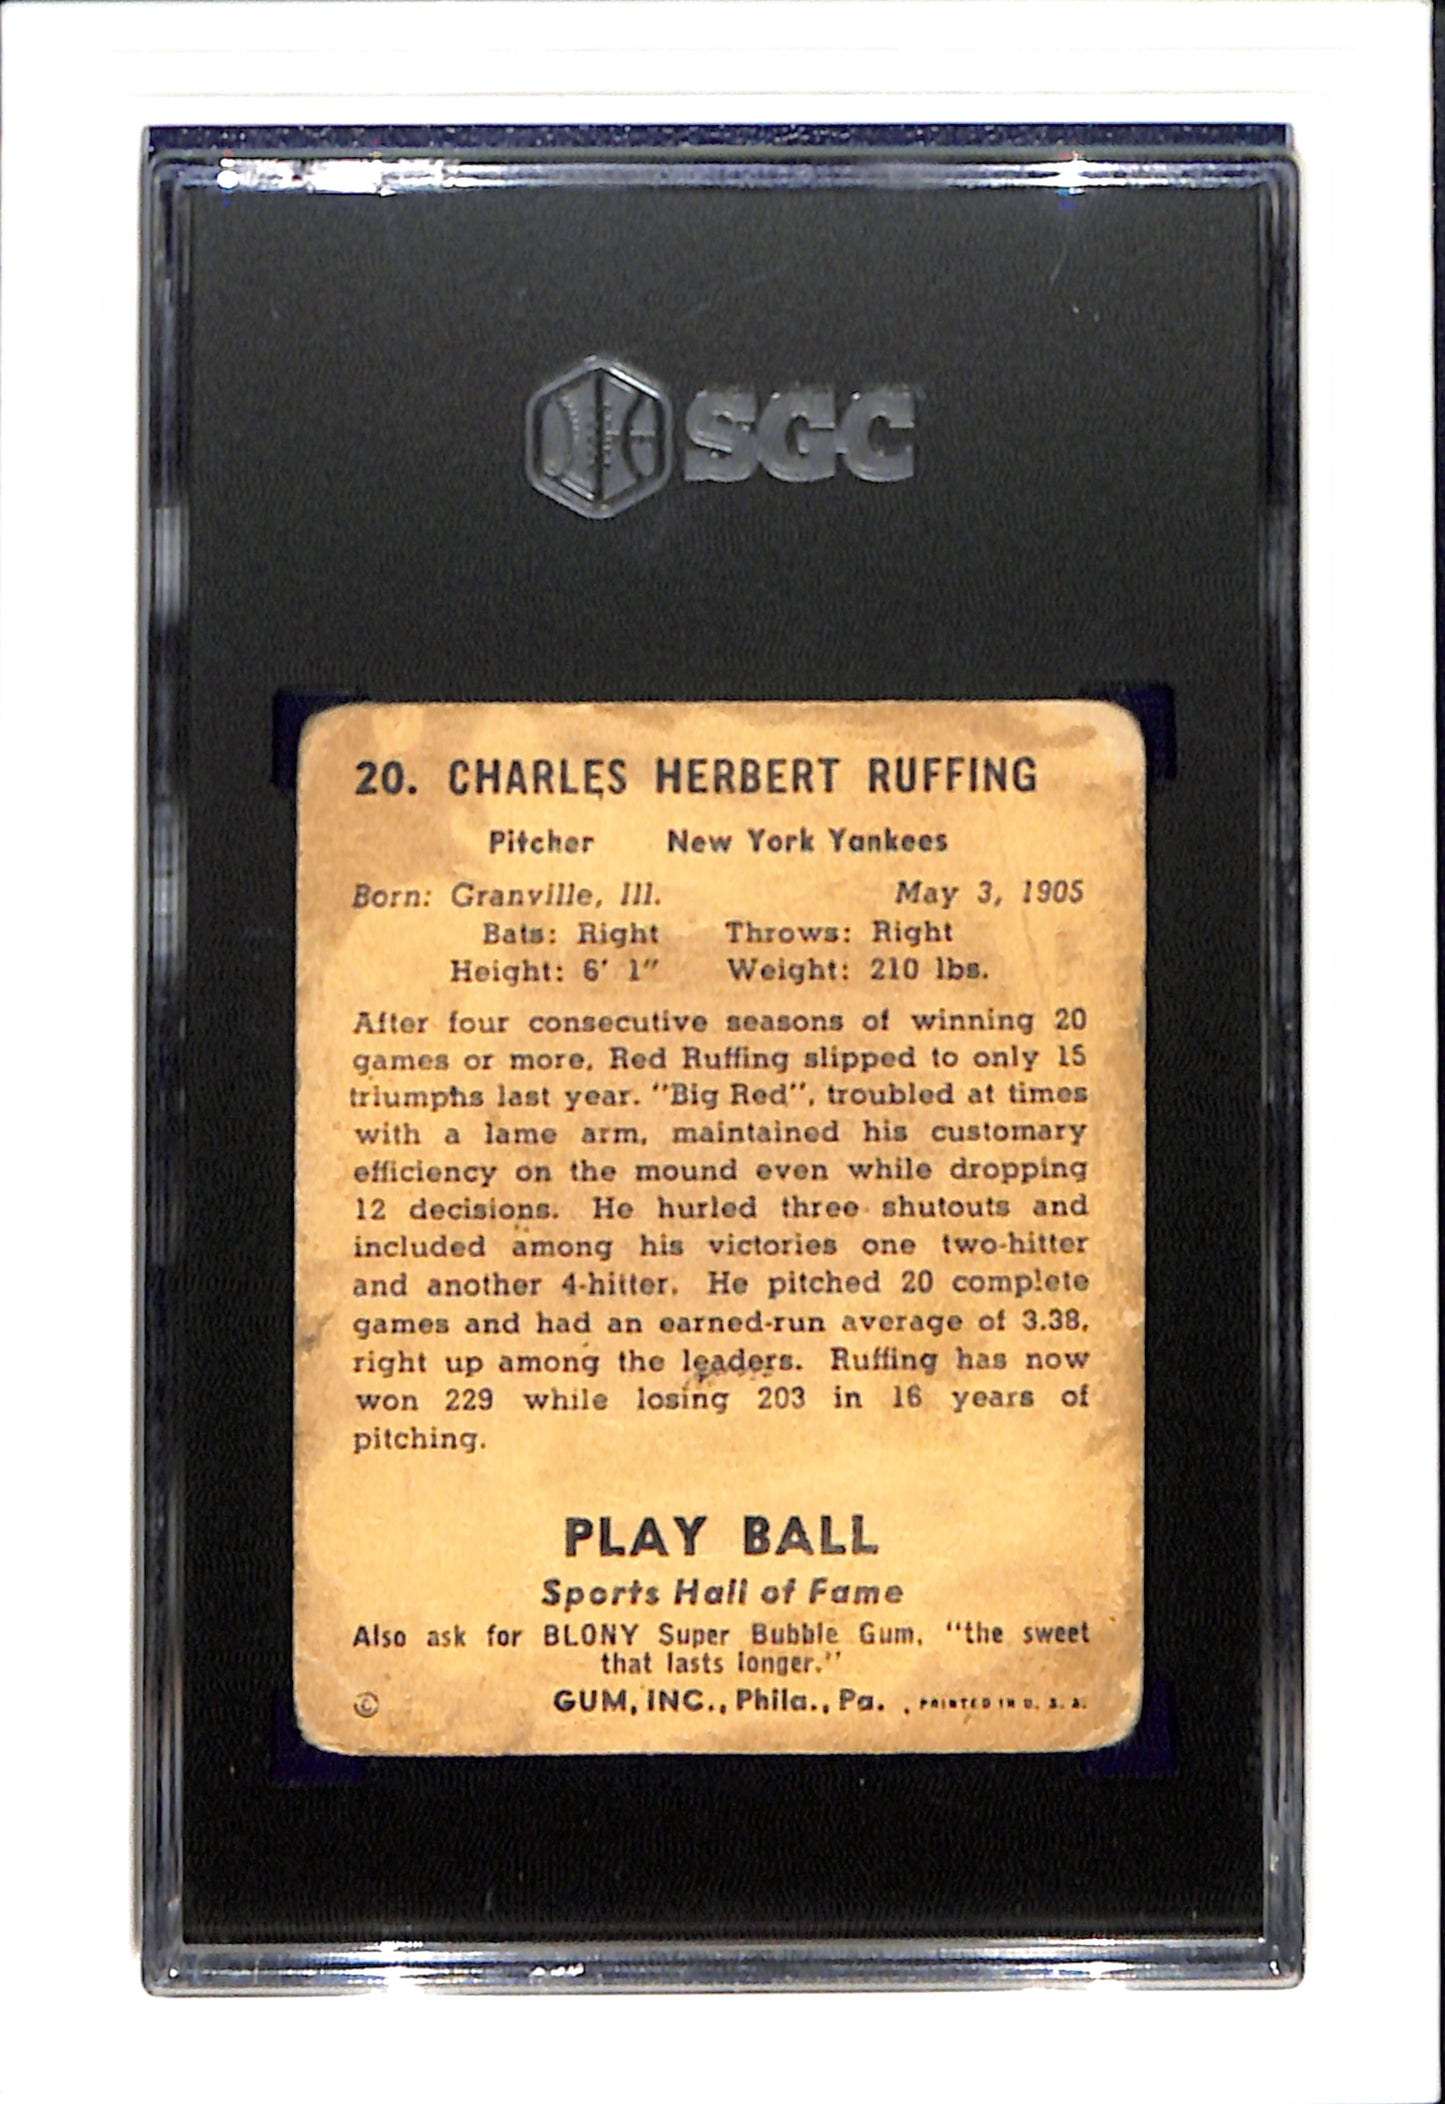 SGC
20. CHARLES HERBERT RUFFING
Pitcher New York Yankees
Born: Granville, Ill. May 3, 1905
Bats: Right Throws: Right
Height: 6' 1" Weight: 210 lbs.
After four consecutive seasons of winning 20
games or more, Red Ruffing slipped to only 15
triumphs last year. "Big Red", troubled at times
with a lame arm, maintained his customary
efficiency on the mound even while dropping
12 decisions. He hurled three shutouts and
included among his victories one two-hitter
and another 4-hitter. He pitched 20 complete
games and had an earned-run average of 3.38,
right up among the leaders. Ruffing has now
won 229 while losing 203 in 16 years of
pitching.
PLAY BALL
Sports Hall of Fame
Also ask for BLONY Super Bubble Gum, "the sweet
that lasts longer."
© GUM, INC., Phila., Pa. PRINTED IN U. S. A.